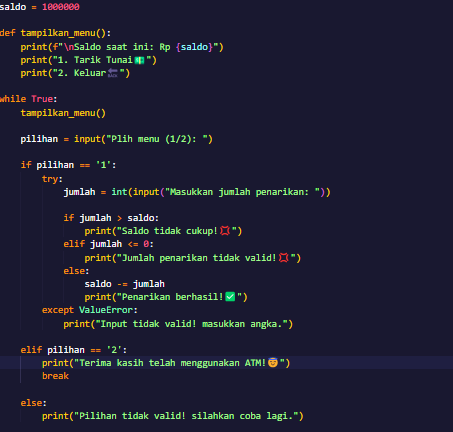 saldo = 1000000
def tampilkan_menu():
    print(f"\nSaldo saat ini: Rp {saldo}")
    print("1. Tarik Tunai💵")
    print("2. Keluar🔙")
while True:
    tampilkan_menu()
    pilihan = input("Plih menu (1/2): ")
    if pilihan == '1':
        try:
            jumlah = int(input("Masukkan jumlah penarikan: "))
            if jumlah > saldo:
                print("Saldo tidak cukup!💢")
            elif jumlah <= 0:
                print("Jumlah penarikan tidak valid!💢")
            else:
                saldo -= jumlah
                print("Penarikan berhasil!✅")
        except ValueError:
            print("Input tidak valid! masukkan angka.")
    elif pilihan == '2':
        print("Terima kasih telah menggunakan ATM!😇")
        break
    else:
        print("Pilihan tidak valid! silahkan coba lagi.")